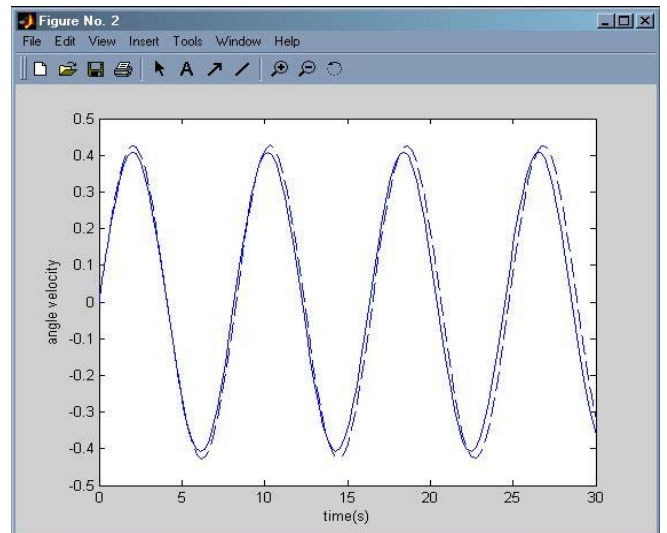 Figure No. 2
File Edit View Insert Tools Window Help
A
0.5
0.4
0.3
0.2
0.1
0
-0.1
-0.2
-0.3
-0.4
-0.5
angle velocity
0 5 10 15 20 25 30
time(s)